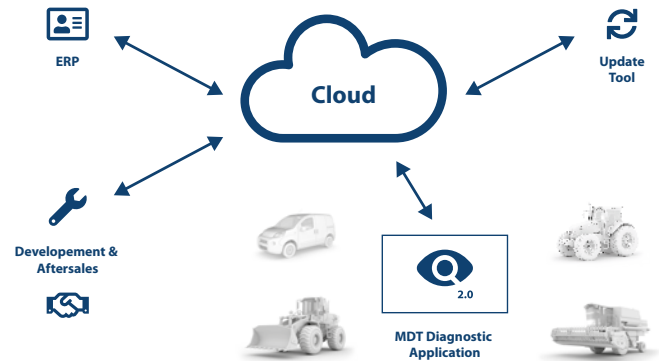 ERP
Cloud
Update
Tool
Developement &
Aftersales
2.0
MDT Diagnostic
Application